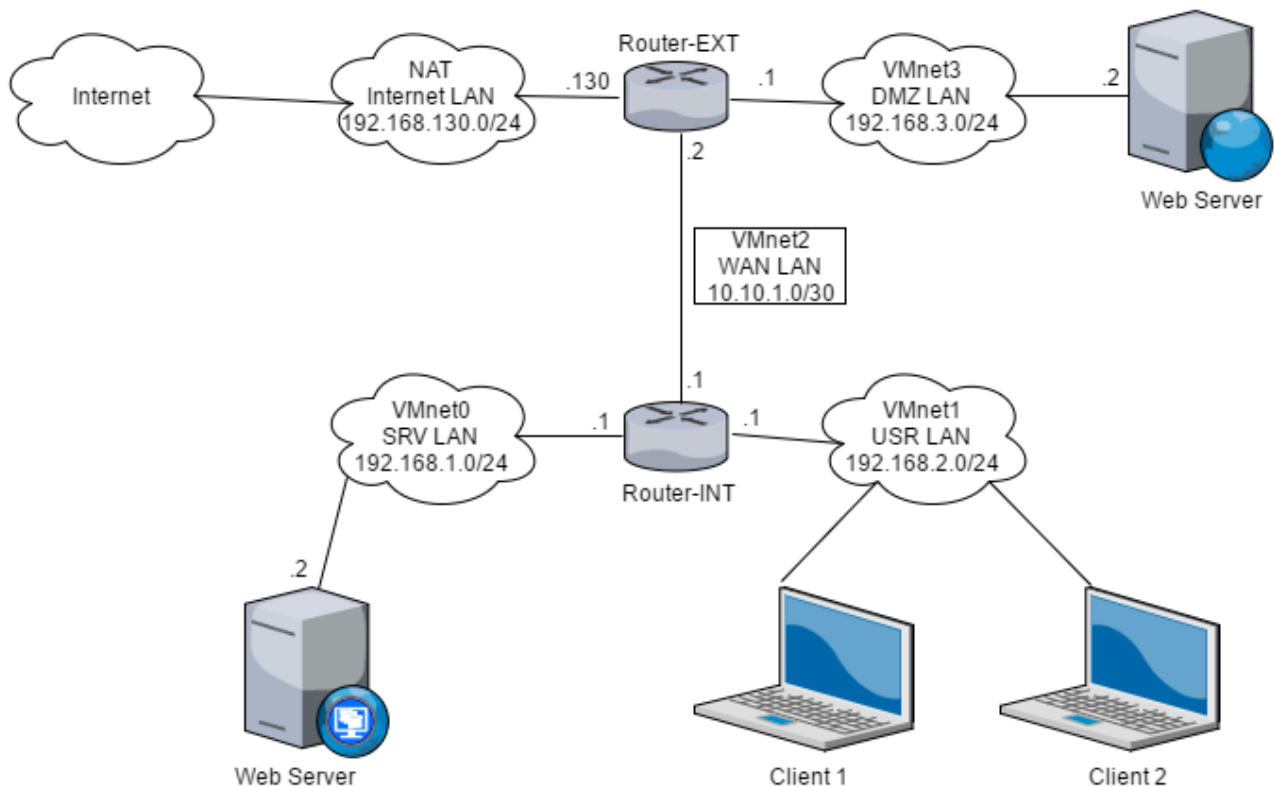 Router-EXT
Internet
NAT
Internet LAN
192.168.130.0/24
.130
.1
VMnet3
DMZ LAN
192.168.3.0/24
.2
Web Server
.2
VMnet2
WAN LAN
10.10.1.0/30
.1
VMnet0
SRV LAN
192.168.1.0/24
.1
.1
VMnet1
USR LAN
192.168.2.0/24
Router-INT
.2
Web Server
Client 1
Client 2